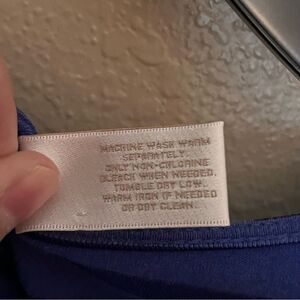 MACHINE WASH WARM
SEPARATELY.
ONLY NON-CHLORINE
BLEACH WHEN NEEDED.
TUMBLE DRY LOW.
WARM IRON IF NEEDED
OR DRY CLEAN.